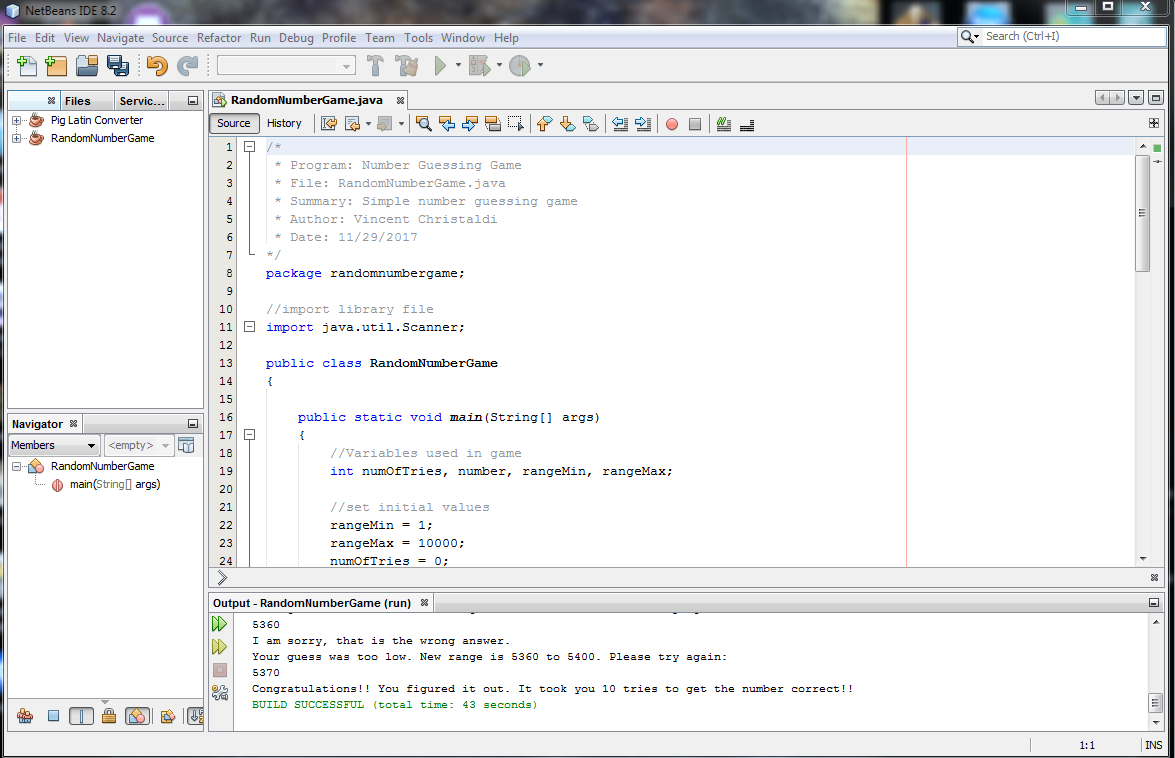 NetBeans IDE 8.2
File Edit View Navigate Source Refactor Run Debug Profile Team Tools Window Help
Search (Ctrl+I)
Files Servic...
Pig Latin Converter
RandomNumberGame
Navigator
Members <empty>
RandomNumberGame
main(String[] args)
RandomNumberGame.java
Source History
1 /*
2 * Program: Number Guessing Game
3 * File: RandomNumberGame.java
4 * Summary: Simple number guessing game
5 * Author: Vincent Christaldi
6 * Date: 11/29/2017
7 */
8 package randomnumbergame;
9
10 //import library file
11 import java.util.Scanner;
12
13 public class RandomNumberGame
14 {
15
16 public static void main(String[] args)
17 {
18 //Variables used in game
19 int numOfTries, number, rangeMin, rangeMax;
20
21 //set initial values
22 rangeMin = 1;
23 rangeMax = 10000;
24 numOfTries = 0;
Output - RandomNumberGame (run)
5360
I am sorry, that is the wrong answer.
Your guess was too low. New range is 5360 to 5400. Please try again:
5370
Congratulations!! You figured it out. It took you 10 tries to get the number correct!!
BUILD SUCCESSFUL (total time: 43 seconds)
1:1 INS